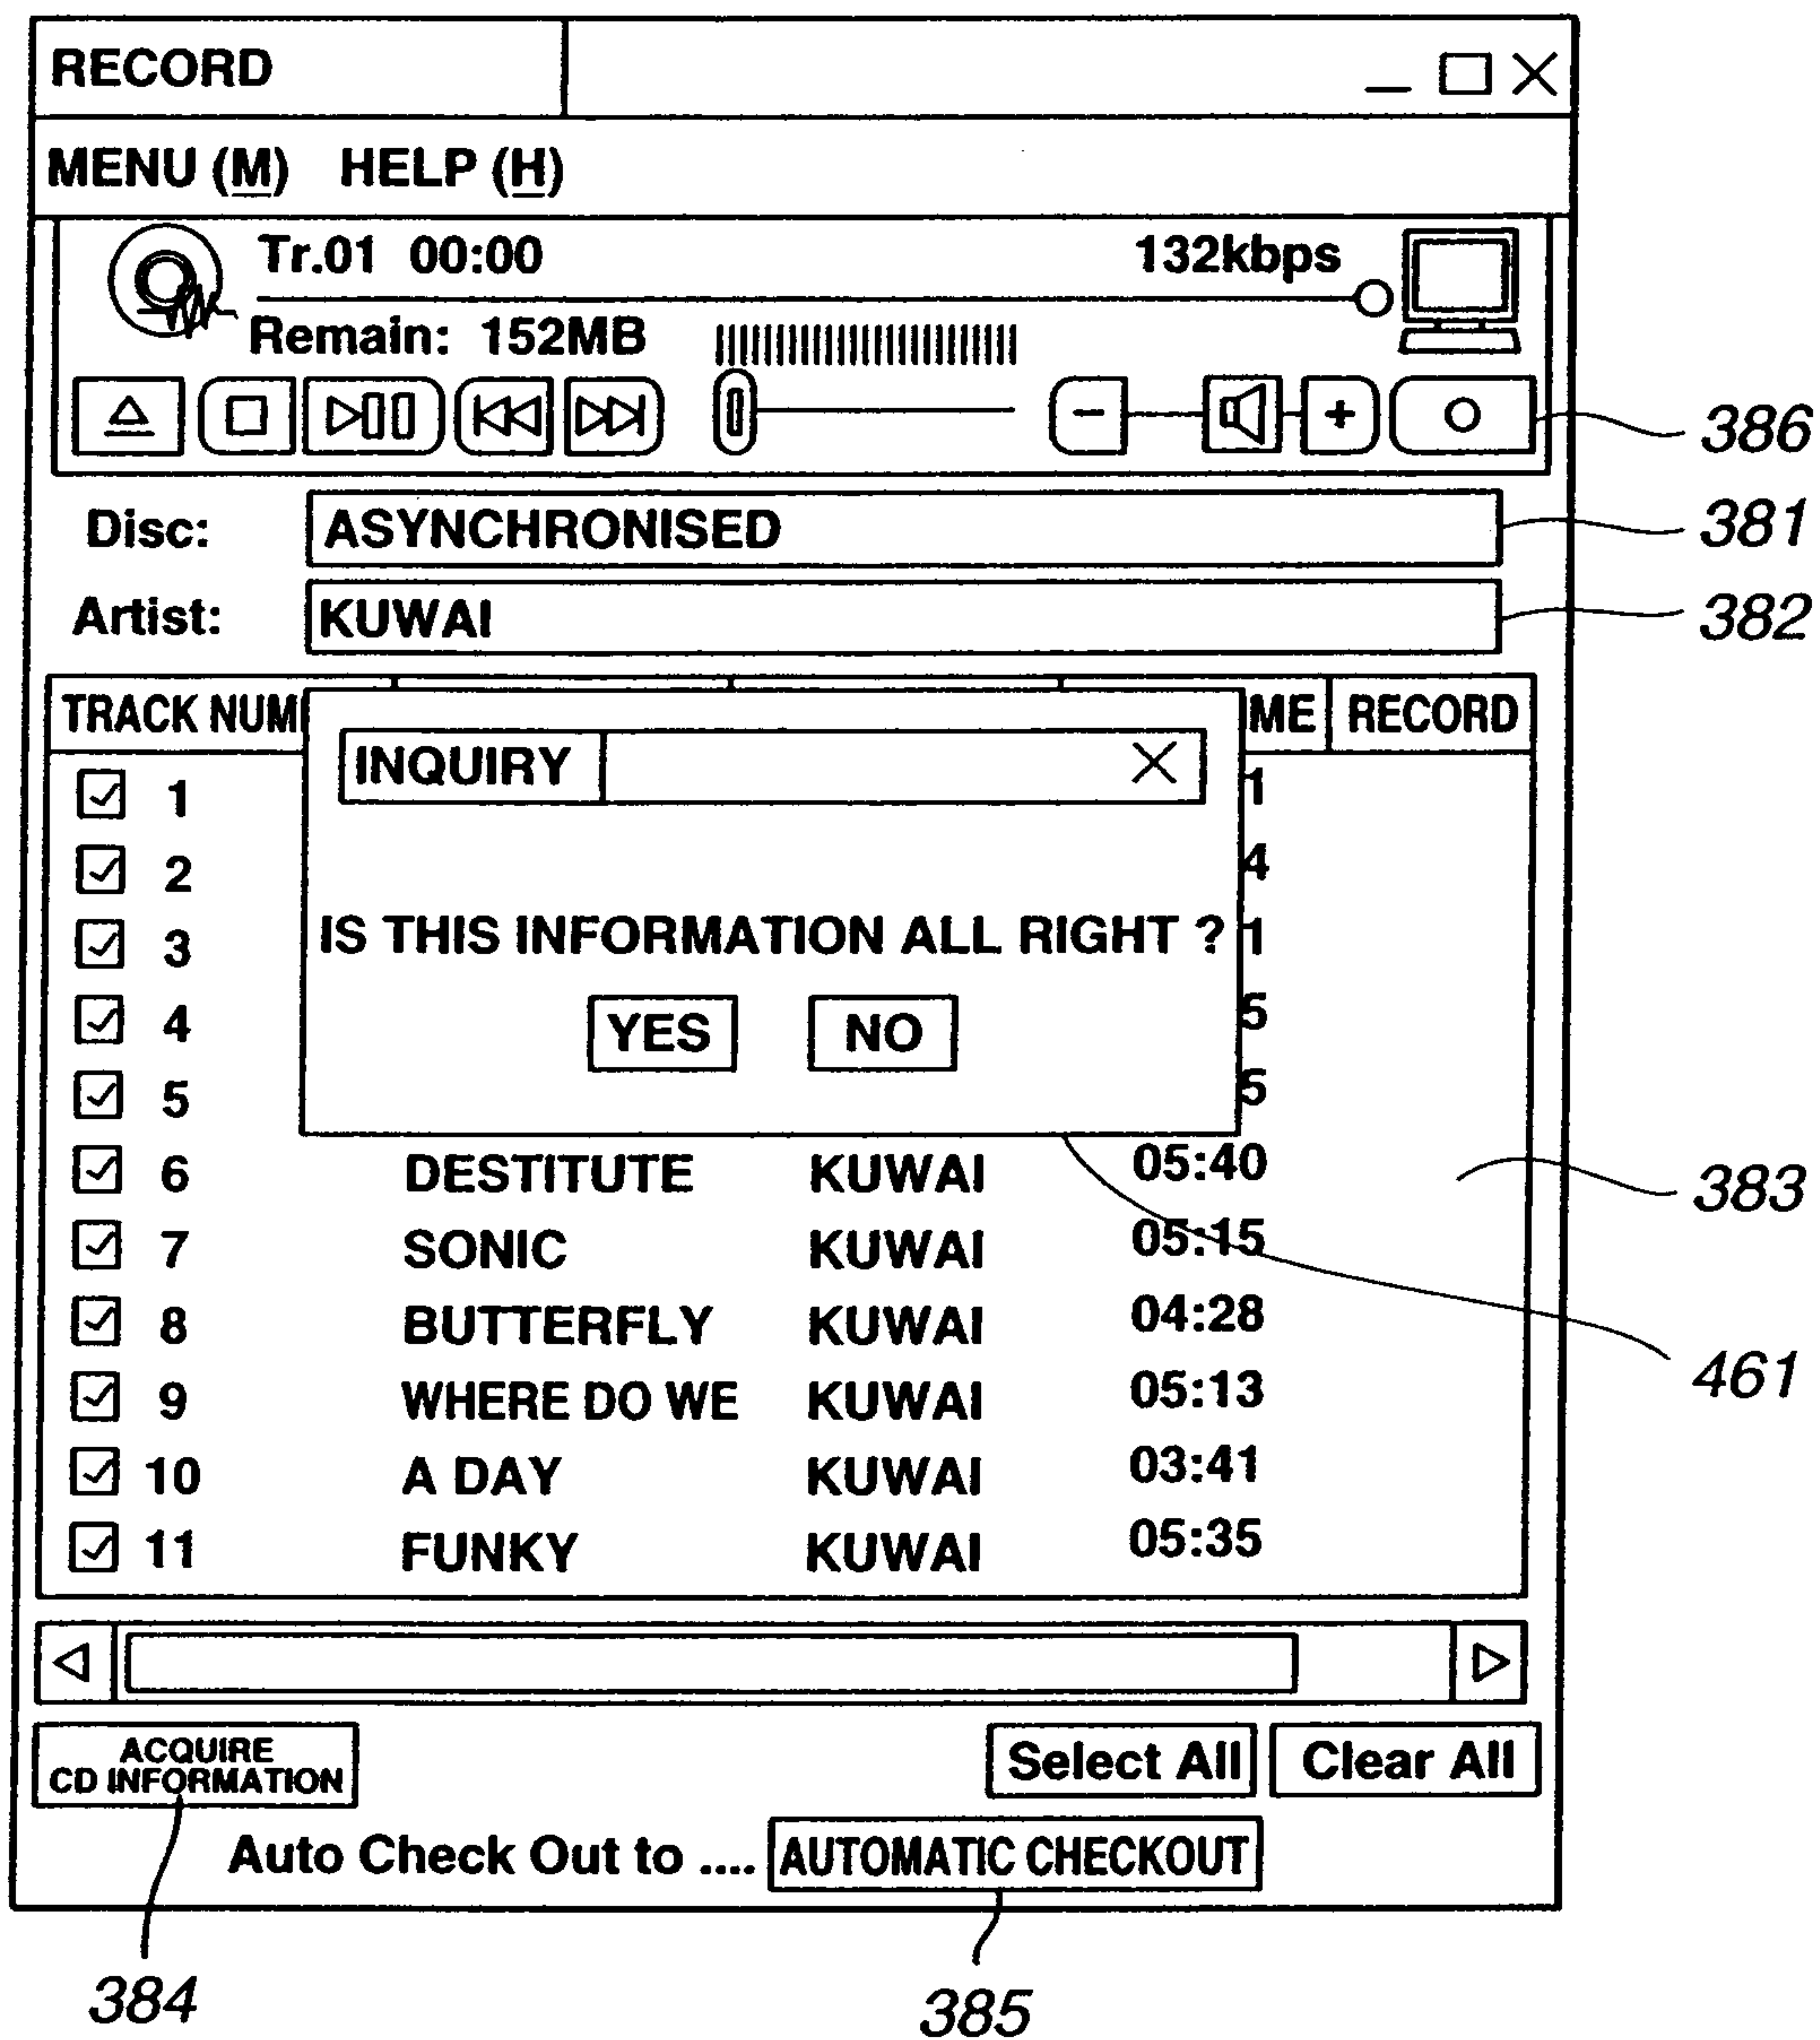 RECORD
MENU (M) HELP (H)
Tr.01 00:00 132kbps
Remain: 152MB
386
Disc: ASYNCHRONISED
381
Artist: KUWAI
382
TRACK NUM ME RECORD
INQUIRY
1 1
2 4
3 1
IS THIS INFORMATION ALL RIGHT ?
4 5
YES NO
5 5
6 DESTITUTE KUWAI 05:40
383
7 SONIC KUWAI 05:15
8 BUTTERFLY KUWAI 04:28
461
9 WHERE DO WE KUWAI 05:13
10 A DAY KUWAI 03:41
11 FUNKY KUWAI 05:35
ACQUIRE
CD INFORMATION
Select All Clear All
Auto Check Out to .... AUTOMATIC CHECKOUT
384
385